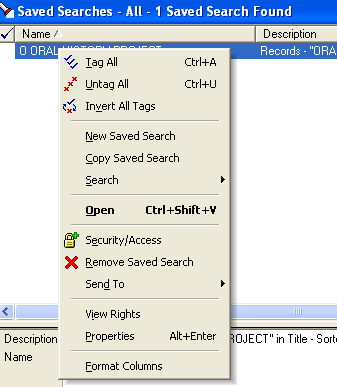 Saved Searches - All - 1 Saved Search Found
Name Description
O ORAL HISTORY PROJECT Records - "ORA
Tag All Ctrl+A
Untag All Ctrl+U
Invert All Tags
New Saved Search
Copy Saved Search
Search
Open Ctrl+Shift+V
Security/Access
Remove Saved Search
Send To
View Rights
Properties Alt+Enter
Format Columns
Description ROJECT" in Title - Sorte
Name